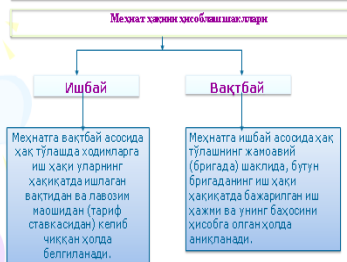 Меҳнат ҳақини ҳисоблаш шакллари
Ишбай
Вақтбай
Меҳнатга вақтбай асосида
ҳақ тўлашда ходимларга
иш ҳақи уларнинг
ҳақиқатда ишлаган
вақтидан ва лавозим
маошидан (тариф
ставкасидан) келиб
чиққан ҳолда
белгиланади.
Меҳнатга ишбай асосида ҳақ
тўлашнинг жамоавий
(бригада) шаклида, бутун
бригаданинг иш ҳақи
ҳақиқатда бажарилган иш
ҳажми ва унинг баҳосини
ҳисобга олган ҳолда
аниқланади.